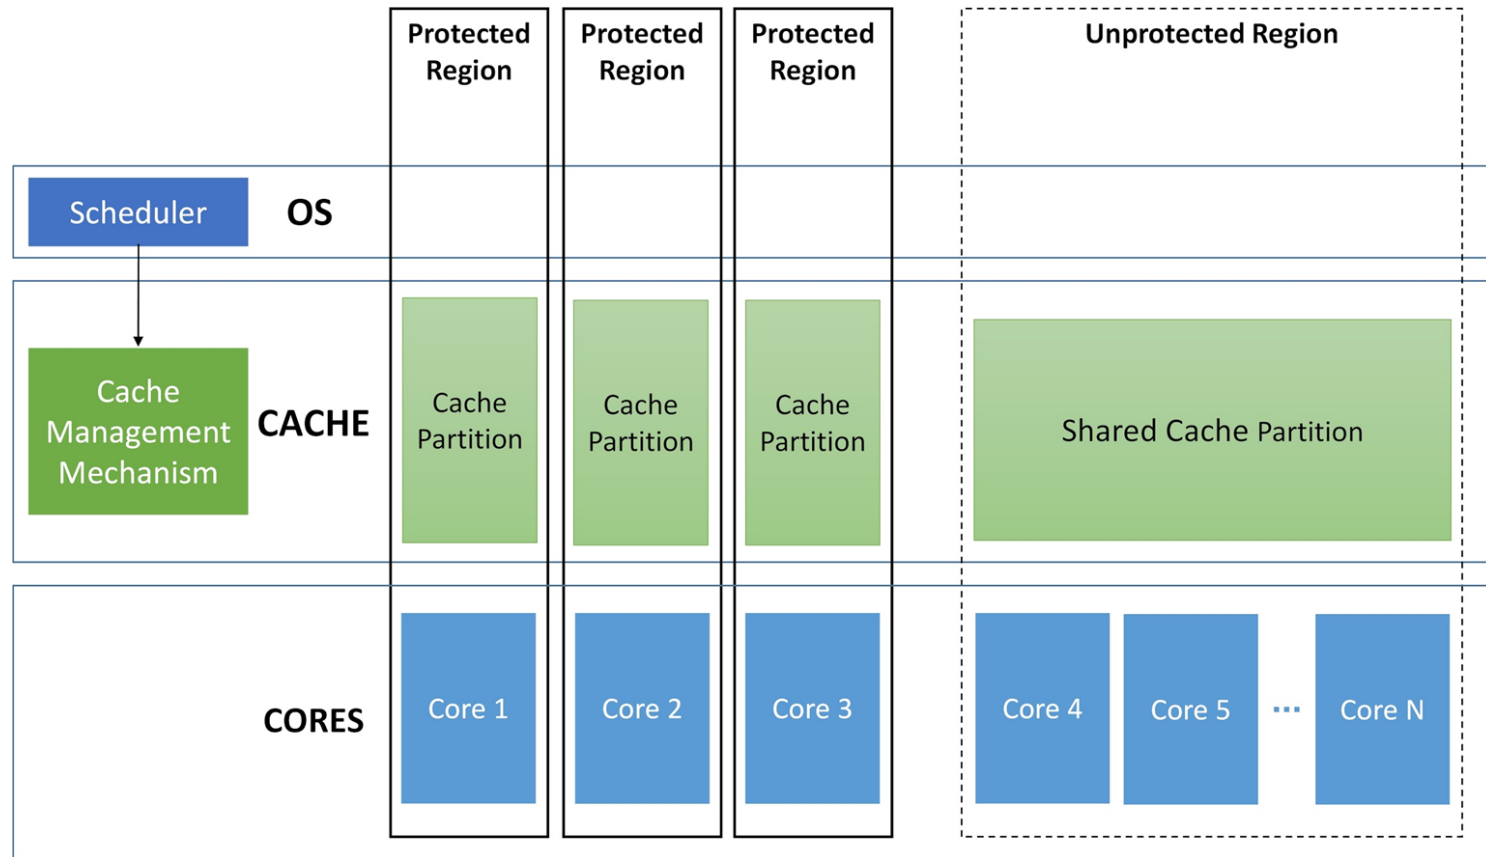 Protected
Region
Protected
Region
Protected
Region
Unprotected Region
Scheduler
OS
Cache
Management
Mechanism
CACHE
Cache
Partition
Cache
Partition
Cache
Partition
Shared Cache Partition
CORES
Core 1
Core 2
Core 3
Core 4
Core 5
...
Core N